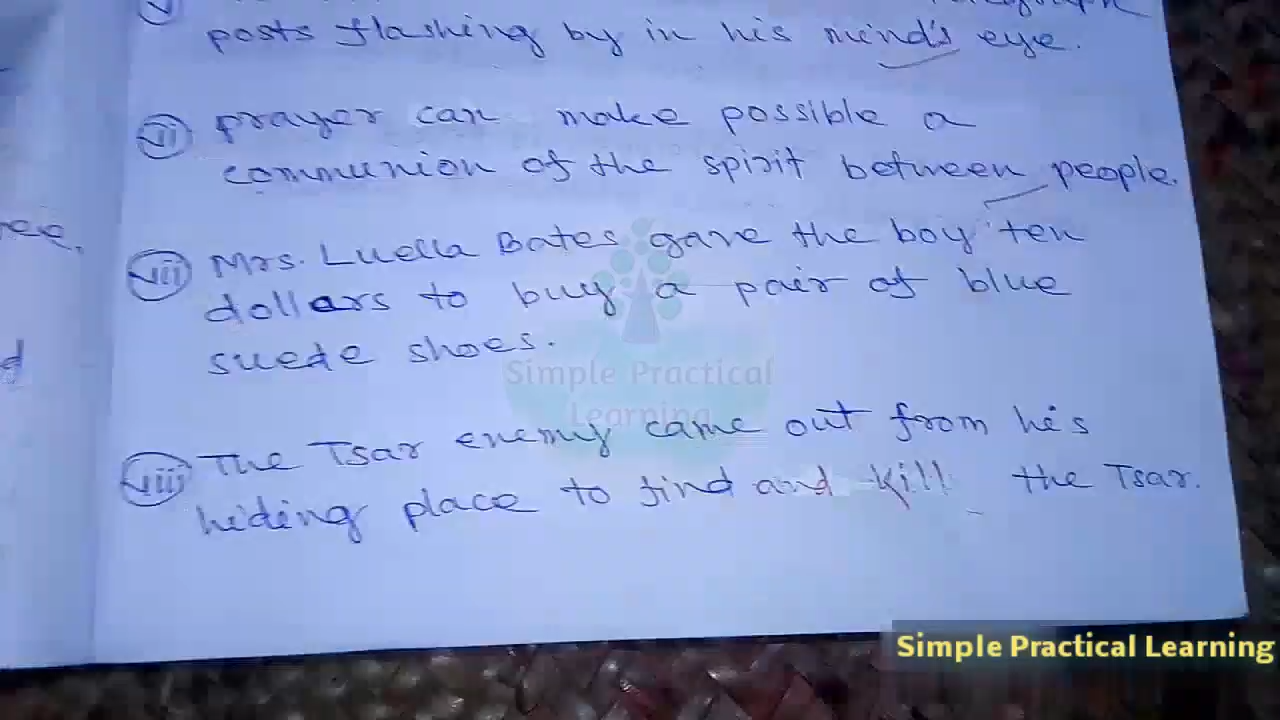 posts flashing by in his mind's eye.
vi prayer can make possible a
communion of the spirit between people.
vii Mrs. Luella Bates gave the boy ten
dollars to buy a pair of blue
suede shoes.
viii The Tsar enemy came out from his
hiding place to find and kill the Tsar.
Simple Practical
Learning
Simple Practical Learning